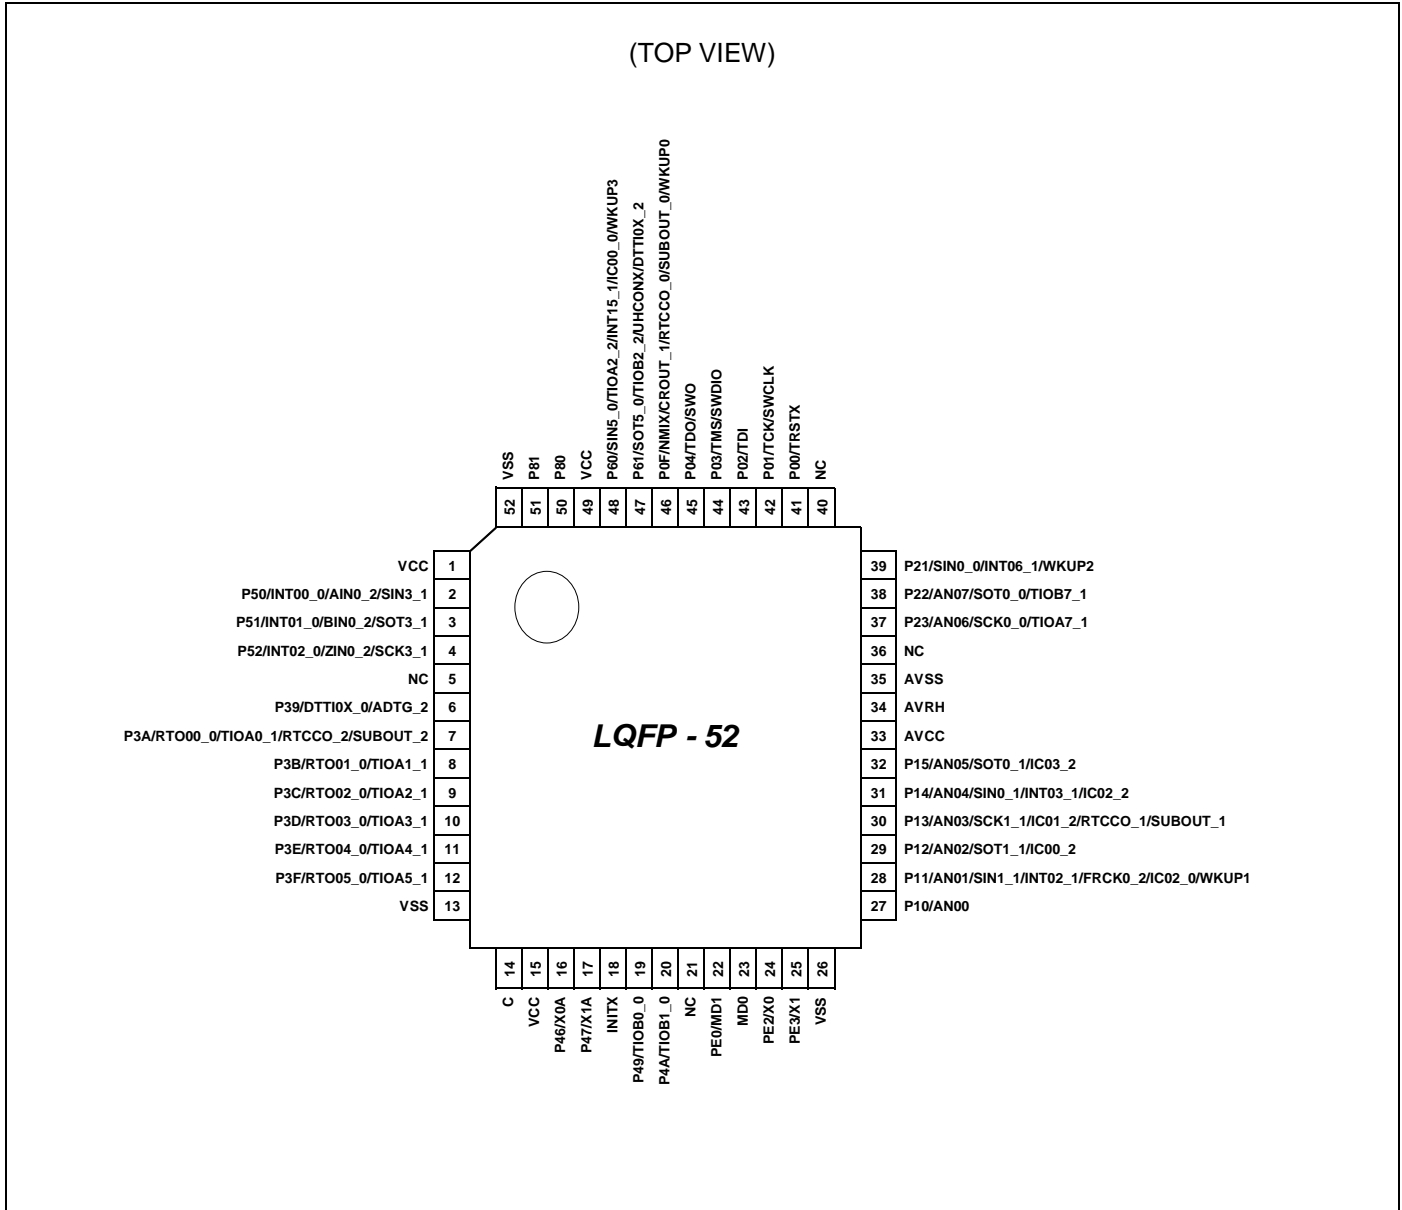 (TOP VIEW)
VSS
P81
P80
VCC
P60/SIN5_0/TIOA2_2/INT15_1/IC00_0/WKUP3
P61/SOT5_0/TIOB2_2/UHCONX/DTTI0X_2
P0F/NMIX/CROUT_1/RTCCO_0/SUBOUT_0/WKUP0
P04/TDO/SWO
P03/TMS/SWDIO
P02/TDI
P01/TCK/SWCLK
P00/TRSTX
NC
52
51
50
49
48
47
46
45
44
43
42
41
40
VCC 1
P50/INT00_0/AIN0_2/SIN3_1 2
P51/INT01_0/BIN0_2/SOT3_1 3
P52/INT02_0/ZIN0_2/SCK3_1 4
NC 5
P39/DTTI0X_0/ADTG_2 6
P3A/RTO00_0/TIOA0_1/RTCCO_2/SUBOUT_2 7
P3B/RTO01_0/TIOA1_1 8
P3C/RTO02_0/TIOA2_1 9
P3D/RTO03_0/TIOA3_1 10
P3E/RTO04_0/TIOA4_1 11
P3F/RTO05_0/TIOA5_1 12
VSS 13
LQFP - 52
39 P21/SIN0_0/INT06_1/WKUP2
38 P22/AN07/SOT0_0/TIOB7_1
37 P23/AN06/SCK0_0/TIOA7_1
36 NC
35 AVSS
34 AVRH
33 AVCC
32 P15/AN05/SOT0_1/IC03_2
31 P14/AN04/SIN0_1/INT03_1/IC02_2
30 P13/AN03/SCK1_1/IC01_2/RTCCO_1/SUBOUT_1
29 P12/AN02/SOT1_1/IC00_2
28 P11/AN01/SIN1_1/INT02_1/FRCK0_2/IC02_0/WKUP1
27 P10/AN00
14
15
16
17
18
19
20
21
22
23
24
25
26
C
VCC
P46/X0A
P47/X1A
INITX
P49/TIOB0_0
P4A/TIOB1_0
NC
PE0/MD1
MD0
PE2/X0
PE3/X1
VSS